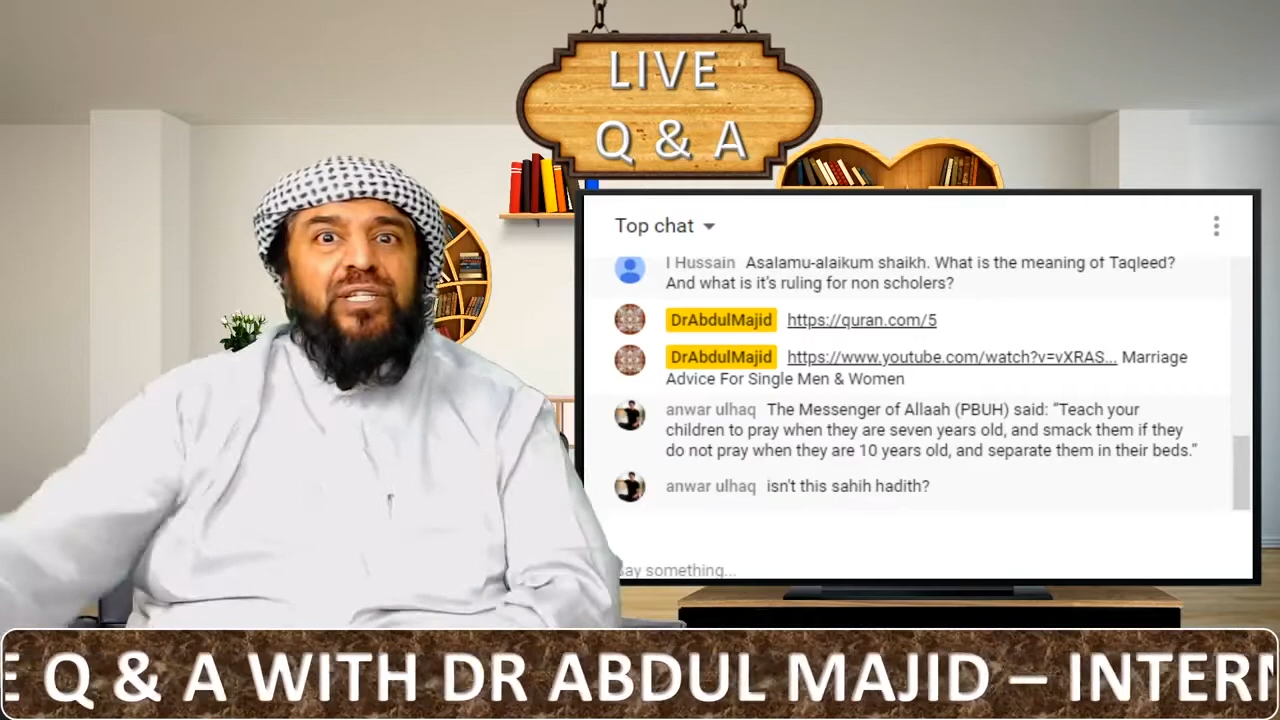 LIVE
Q & A
Top chat
I Hussain Asalamu-alaikum shaikh. What is the meaning of Taqleed?
And what is it's ruling for non scholers?
DrAbdulMajid https://quran.com/5
DrAbdulMajid https://www.youtube.com/watch?v=vXRAS... Marriage
Advice For Single Men & Women
anwar ulhaq The Messenger of Allaah (PBUH) said: “Teach your
children to pray when they are seven years old, and smack them if they
do not pray when they are 10 years old, and separate them in their beds.”
anwar ulhaq isn't this sahih hadith?
Say something...
E Q & A WITH DR ABDUL MAJID – INTERN